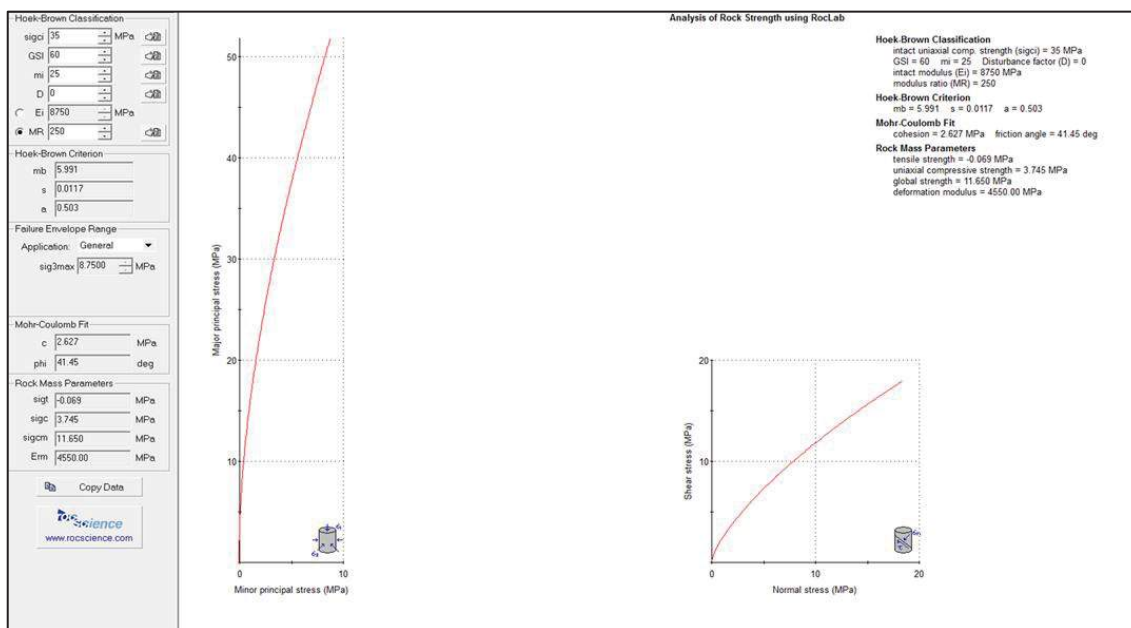 Hoek-Brown Classification
sigci 35 MPa
GSI 60
mi 25
D 0
Ei 8750 MPa
MR 250
Hoek-Brown Criterion
mb 5.991
s 0.0117
a 0.503
Failure Envelope Range
Application: General
sig3max 8.7500 MPa
Mohr-Coulomb Fit
c 2.627 MPa
phi 41.45 deg
Rock Mass Parameters
sigt -0.069 MPa
sigc 3.745 MPa
sigcm 11.650 MPa
Erm 4550.00 MPa
Copy Data
rocscience
www.rocscience.com
Analysis of Rock Strength using RocLab
Hoek-Brown Classification
intact uniaxial comp. strength (sigci) = 35 MPa
GSI = 60 mi = 25 Disturbance factor (D) = 0
intact modulus (Ei) = 8750 MPa
modulus ratio (MR) = 250
Hoek-Brown Criterion
mb = 5.991 s = 0.0117 a = 0.503
Mohr-Coulomb Fit
cohesion = 2.627 MPa friction angle = 41.45 deg
Rock Mass Parameters
tensile strength = -0.069 MPa
uniaxial compressive strength = 3.745 MPa
global strength = 11.650 MPa
deformation modulus = 4550.00 MPa
Major principal stress (MPa)
50
40
30
20
10
0 10
Minor principal stress (MPa)
Shear stress (MPa)
20
10
0 10 20
Normal stress (MPa)